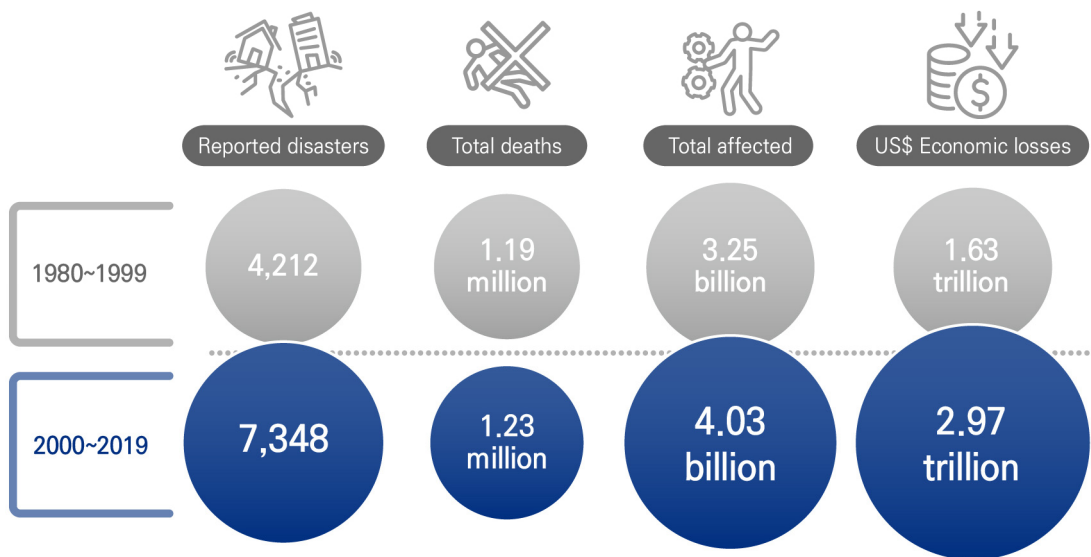 Reported disasters
Total deaths
Total affected
US$ Economic losses
1980~1999
4,212
1.19
million
3.25
billion
1.63
trillion
2000~2019
7,348
1.23
million
4.03
billion
2.97
trillion